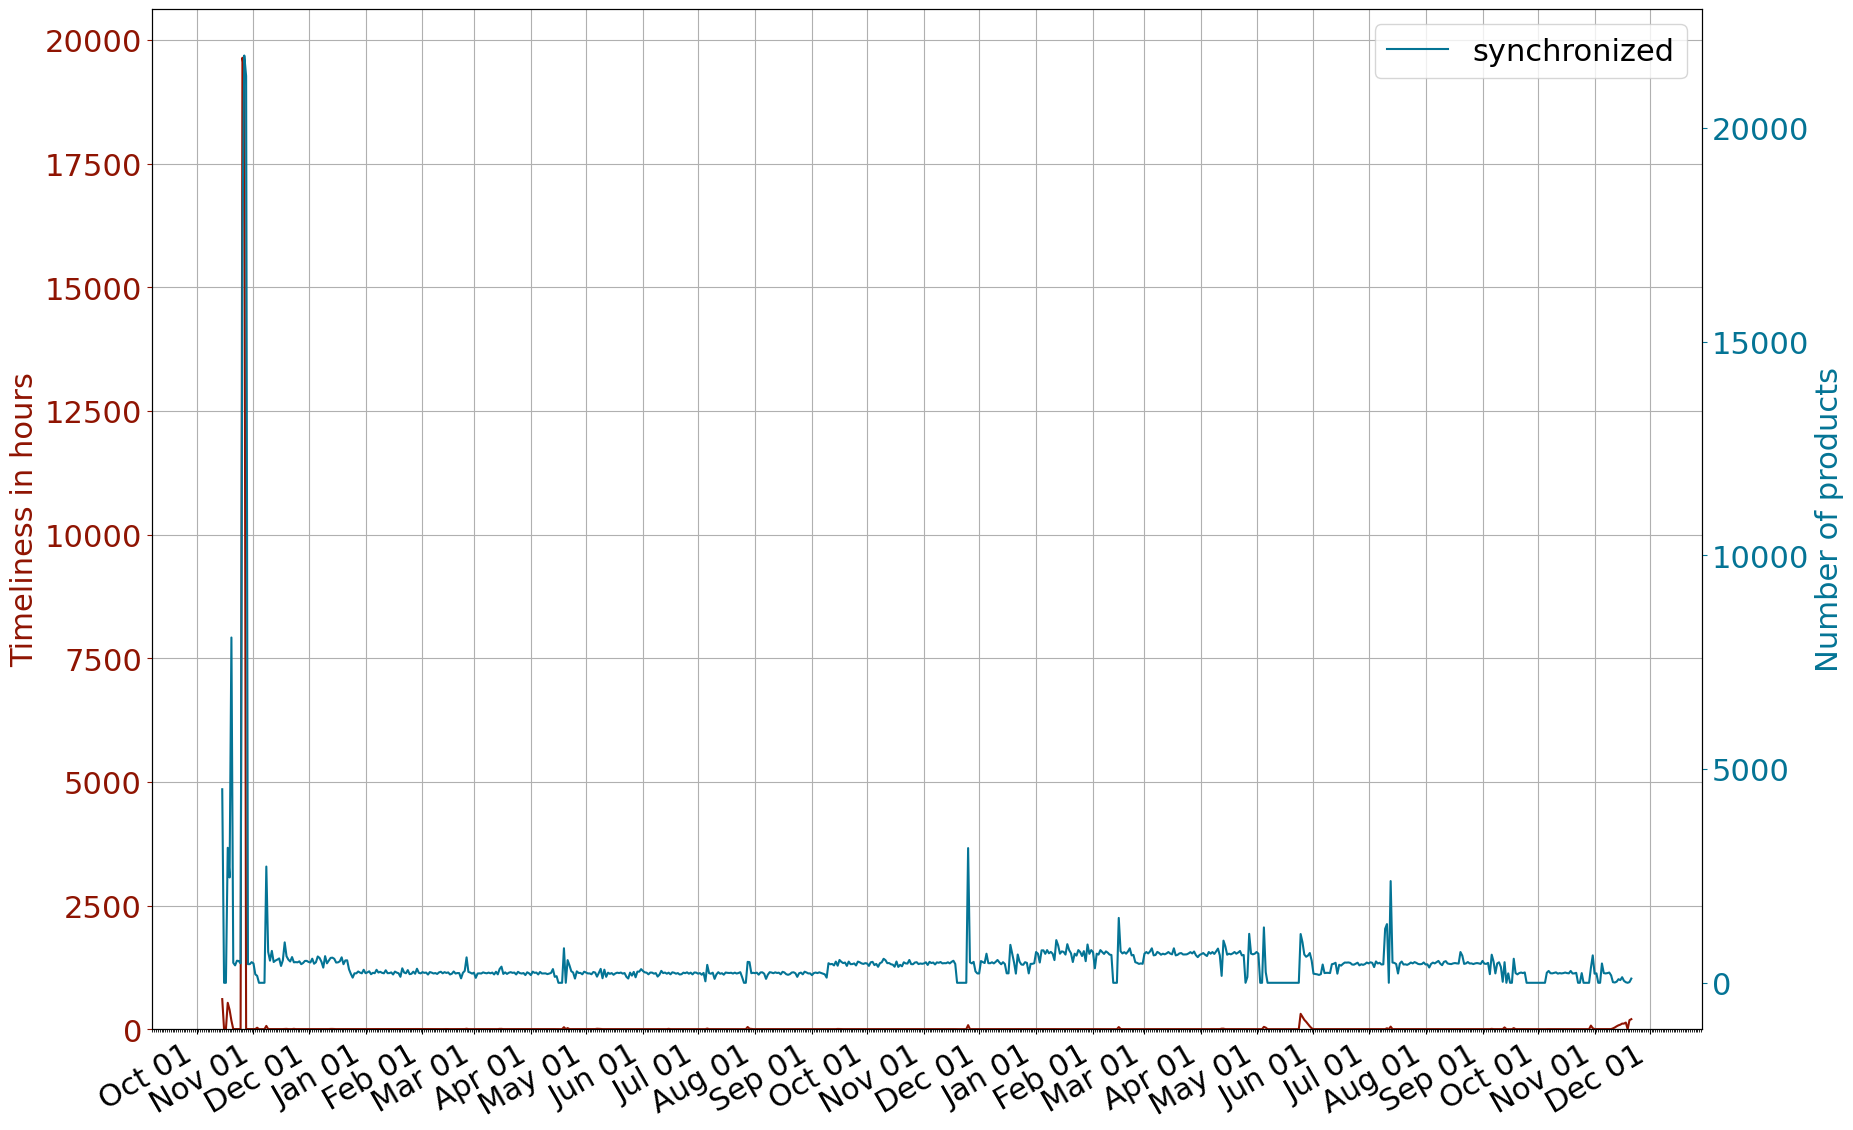 synchronized
Timeliness in hours
20000
17500
15000
12500
10000
7500
5000
2500
0
Number of products
20000
15000
10000
5000
0
Oct 01
Nov 01
Dec 01
Jan 01
Feb 01
Mar 01
Apr 01
May 01
Jun 01
Jul 01
Aug 01
Sep 01
Oct 01
Nov 01
Dec 01
Jan 01
Feb 01
Mar 01
Apr 01
May 01
Jun 01
Jul 01
Aug 01
Sep 01
Oct 01
Nov 01
Dec 01